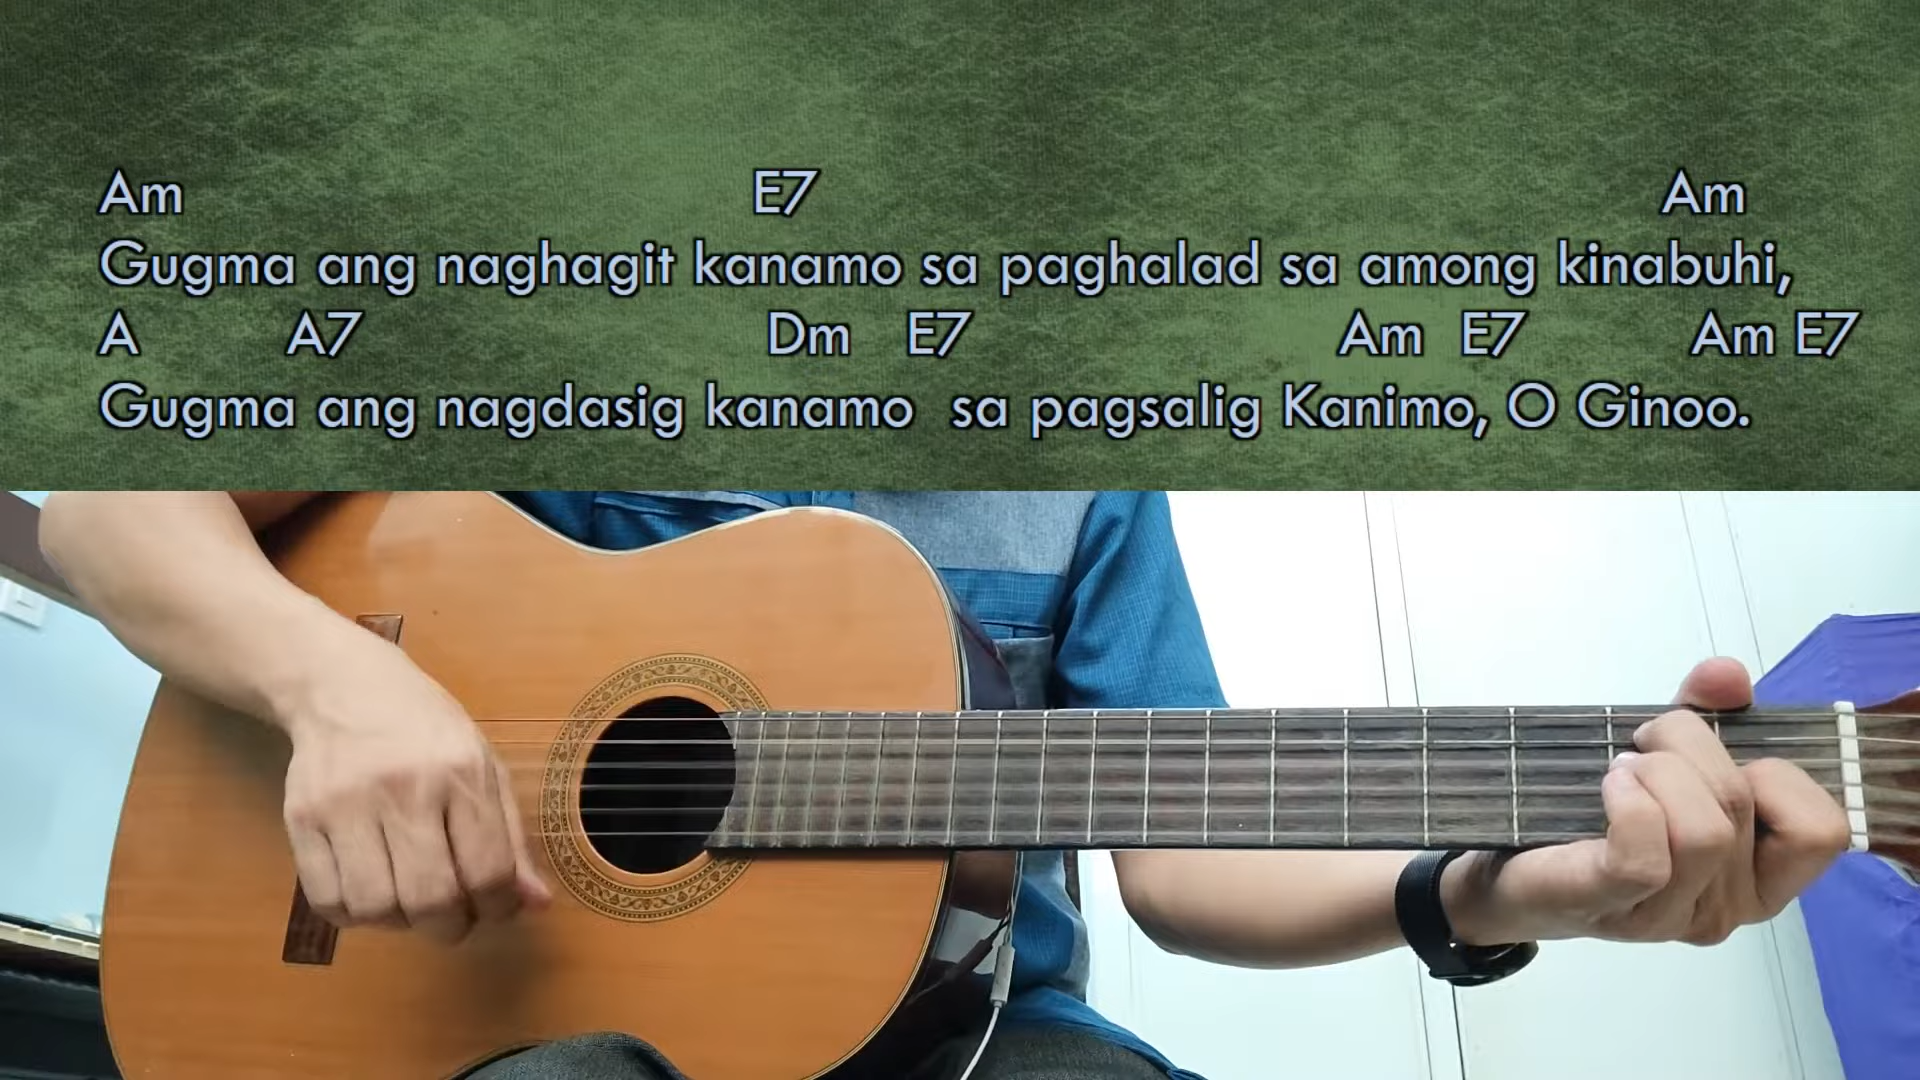 Am E7 Am
Gugma ang naghagit kanamo sa paghalad sa among kinabuhi,
A A7 Dm E7 Am E7 Am E7
Gugma ang nagdasig kanamo sa pagsalig Kanimo, O Ginoo.